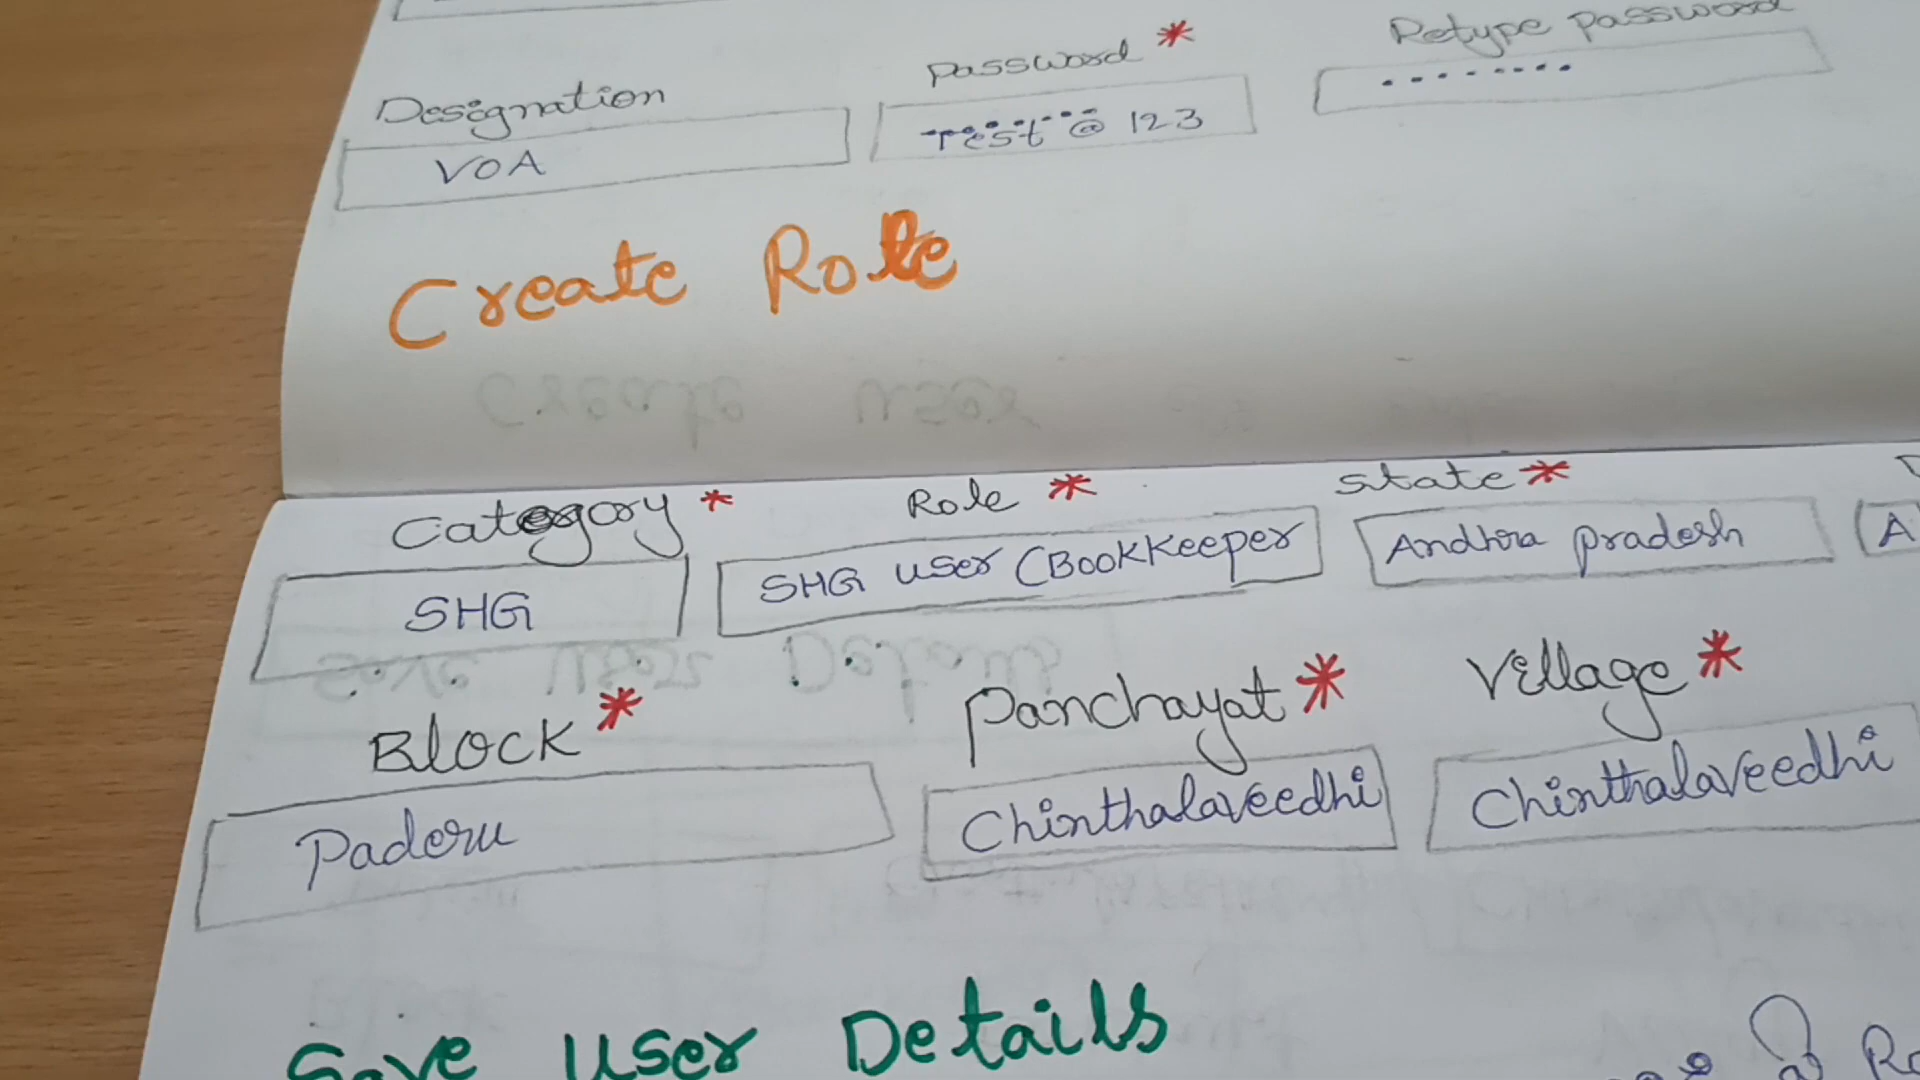 Designation Password * Retype password
VOA Test@123 ........
Create Role
Category * Role * State *
SHG SHG user (BookKeeper Andhra pradesh A
Block * Panchayat * Village *
Paderu Chinthalaveedhi Chinthalaveedhi
Save User Details